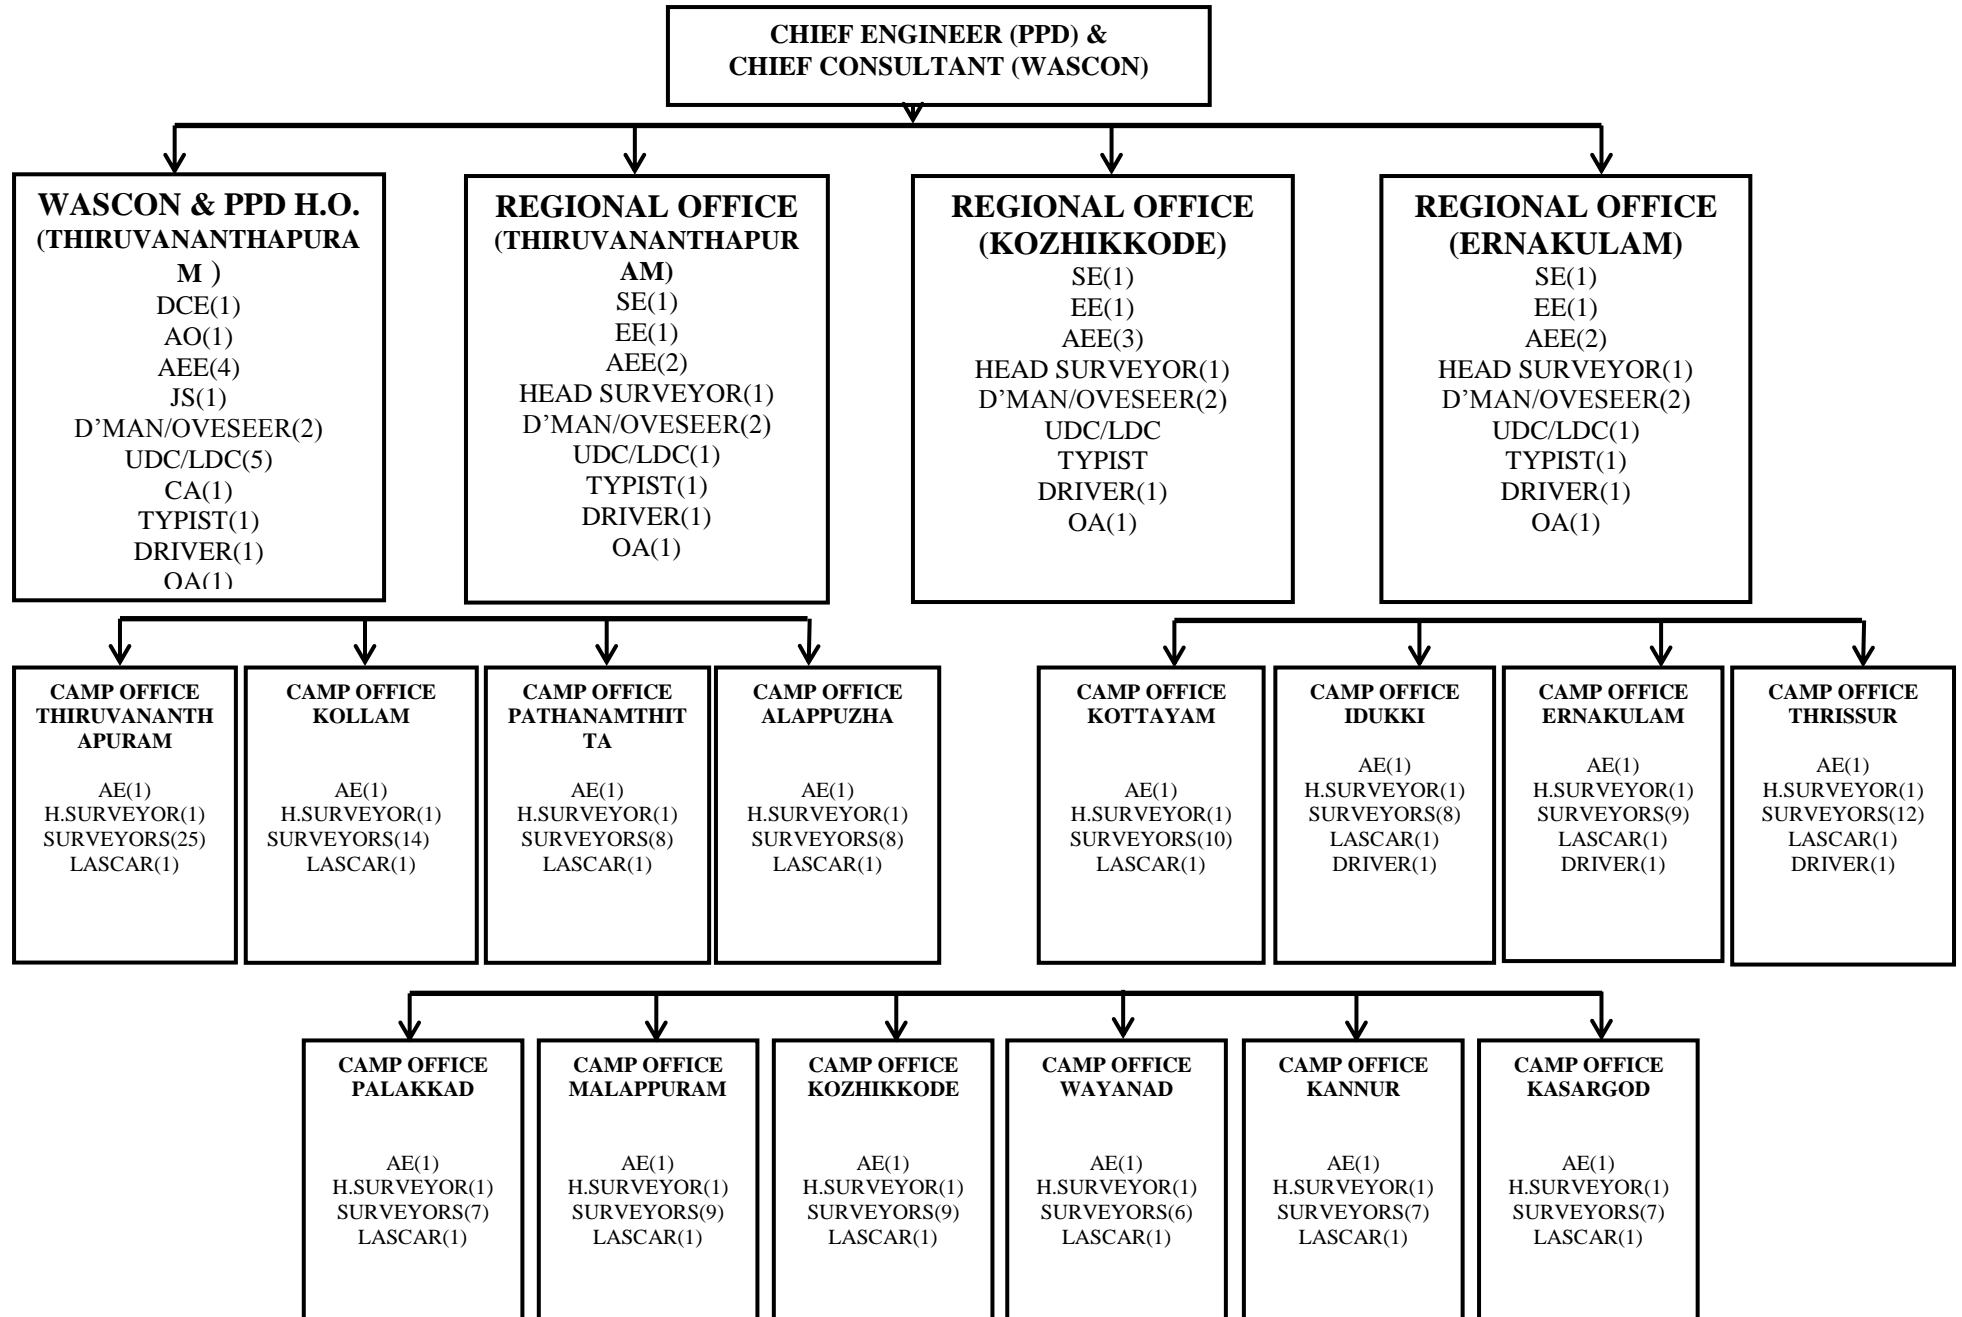 CHIEF ENGINEER (PPD) &
CHIEF CONSULTANT (WASCON)
WASCON & PPD H.O.
(THIRUVANANTHAPURA
M )
DCE(1)
AO(1)
AEE(4)
JS(1)
D’MAN/OVESEER(2)
UDC/LDC(5)
CA(1)
TYPIST(1)
DRIVER(1)
OA(1)
REGIONAL OFFICE
(THIRUVANANTHAPUR
AM)
SE(1)
EE(1)
AEE(2)
HEAD SURVEYOR(1)
D’MAN/OVESEER(2)
UDC/LDC(1)
TYPIST(1)
DRIVER(1)
OA(1)
REGIONAL OFFICE
(KOZHIKKODE)
SE(1)
EE(1)
AEE(3)
HEAD SURVEYOR(1)
D’MAN/OVESEER(2)
UDC/LDC
TYPIST
DRIVER(1)
OA(1)
REGIONAL OFFICE
(ERNAKULAM)
SE(1)
EE(1)
AEE(2)
HEAD SURVEYOR(1)
D’MAN/OVESEER(2)
UDC/LDC(1)
TYPIST(1)
DRIVER(1)
OA(1)
CAMP OFFICE
THIRUVANANTH
APURAM
AE(1)
H.SURVEYOR(1)
SURVEYORS(25)
LASCAR(1)
CAMP OFFICE
KOLLAM
AE(1)
H.SURVEYOR(1)
SURVEYORS(14)
LASCAR(1)
CAMP OFFICE
PATHANAMTHIT
TA
AE(1)
H.SURVEYOR(1)
SURVEYORS(8)
LASCAR(1)
CAMP OFFICE
ALAPPUZHA
AE(1)
H.SURVEYOR(1)
SURVEYORS(8)
LASCAR(1)
CAMP OFFICE
KOTTAYAM
AE(1)
H.SURVEYOR(1)
SURVEYORS(10)
LASCAR(1)
CAMP OFFICE
IDUKKI
AE(1)
H.SURVEYOR(1)
SURVEYORS(8)
LASCAR(1)
DRIVER(1)
CAMP OFFICE
ERNAKULAM
AE(1)
H.SURVEYOR(1)
SURVEYORS(9)
LASCAR(1)
DRIVER(1)
CAMP OFFICE
THRISSUR
AE(1)
H.SURVEYOR(1)
SURVEYORS(12)
LASCAR(1)
DRIVER(1)
CAMP OFFICE
PALAKKAD
AE(1)
H.SURVEYOR(1)
SURVEYORS(7)
LASCAR(1)
CAMP OFFICE
MALAPPURAM
AE(1)
H.SURVEYOR(1)
SURVEYORS(9)
LASCAR(1)
CAMP OFFICE
KOZHIKKODE
AE(1)
H.SURVEYOR(1)
SURVEYORS(9)
LASCAR(1)
CAMP OFFICE
WAYANAD
AE(1)
H.SURVEYOR(1)
SURVEYORS(6)
LASCAR(1)
CAMP OFFICE
KANNUR
AE(1)
H.SURVEYOR(1)
SURVEYORS(7)
LASCAR(1)
CAMP OFFICE
KASARGOD
AE(1)
H.SURVEYOR(1)
SURVEYORS(7)
LASCAR(1)